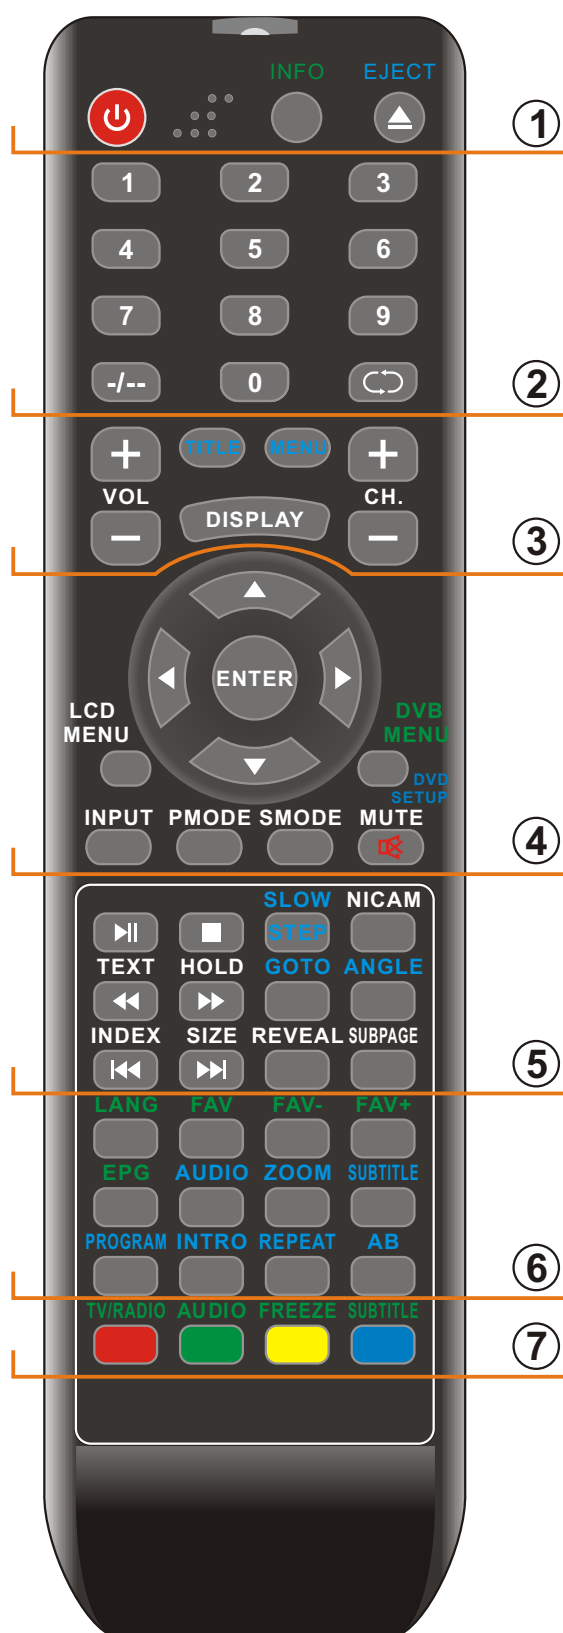 INFO EJECT
1
1 2 3
4 5 6
7 8 9
-/-- 0
2
TITLE MENU
VOL CH.
DISPLAY
3
ENTER
LCD DVB
MENU MENU
DVD
SETUP
INPUT PMODE SMODE MUTE
4
SLOW NICAM
STEP
TEXT HOLD GOTO ANGLE
INDEX SIZE REVEAL SUBPAGE
5
LANG FAV FAV- FAV+
EPG AUDIO ZOOM SUBTITLE
PROGRAM INTRO REPEAT AB
6
TV/RADIO AUDIO FREEZE SUBTITLE
7